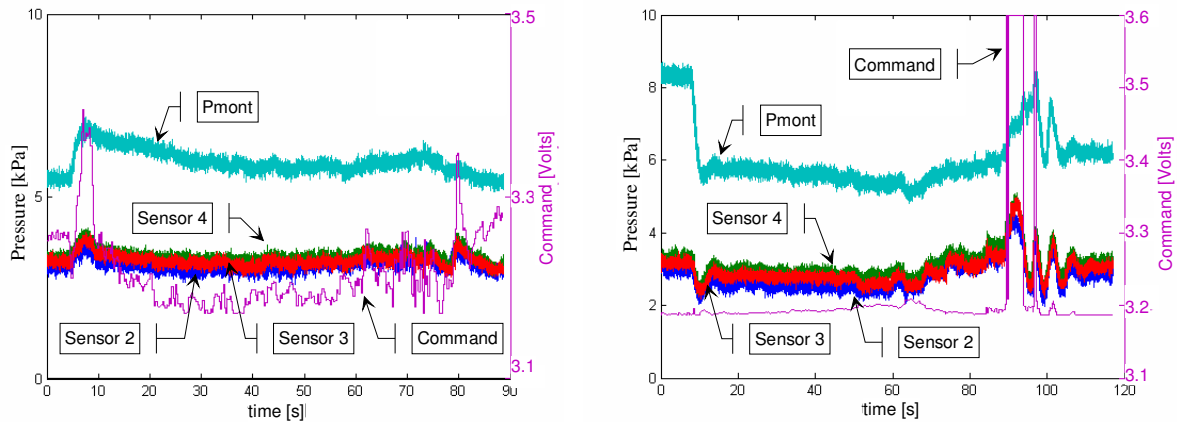 10
5
0
Pressure [kPa]
3.5
3.3
3.1
Command [Volts]
Pmont
Sensor 4
Sensor 2
Sensor 3
Command
0 10 20 30 40 50 60 70 80 90
time [s]
10
8
6
4
2
0
Pressure [kPa]
3.6
3.5
3.4
3.3
3.2
3.1
Command [Volts]
Command
Pmont
Sensor 4
Sensor 3
Sensor 2
0 20 40 60 80 100 120
time [s]